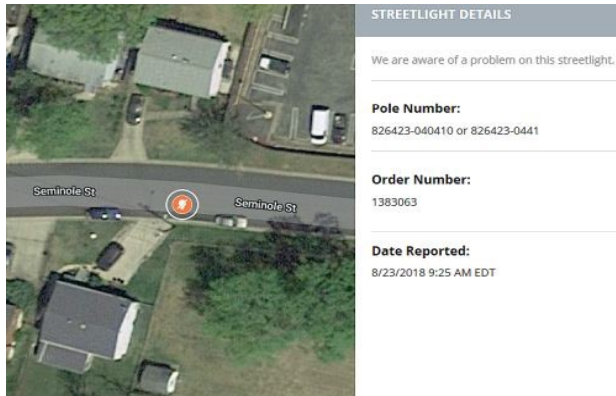 STREETLIGHT DETAILS
We are aware of a problem on this streetlight.
Pole Number:
826423-040410 or 826423-0441
Order Number:
1383063
Date Reported:
8/23/2018 9:25 AM EDT
Seminole St
Seminole St